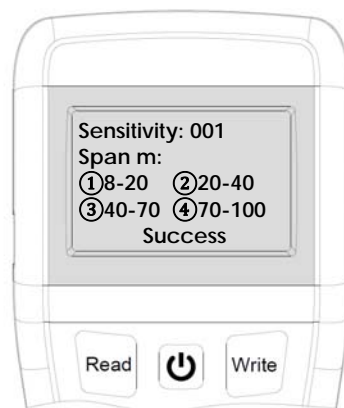 Sensitivity: 001
Span m:
①8-20 ②20-40
③40-70 ④70-100
Success
Read Write